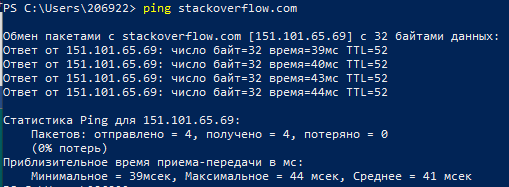 PS C:\Users\206922> ping stackoverflow.com
Обмен пакетами с stackoverflow.com [151.101.65.69] с 32 байтами данных:
Ответ от 151.101.65.69: число байт=32 время=39мс TTL=52
Ответ от 151.101.65.69: число байт=32 время=40мс TTL=52
Ответ от 151.101.65.69: число байт=32 время=43мс TTL=52
Ответ от 151.101.65.69: число байт=32 время=44мс TTL=52
Статистика Ping для 151.101.65.69:
Пакетов: отправлено = 4, получено = 4, потеряно = 0
(0% потерь)
Приблизительное время приема-передачи в мс:
Минимальное = 39мсек, Максимальное = 44 мсек, Среднее = 41 мсек